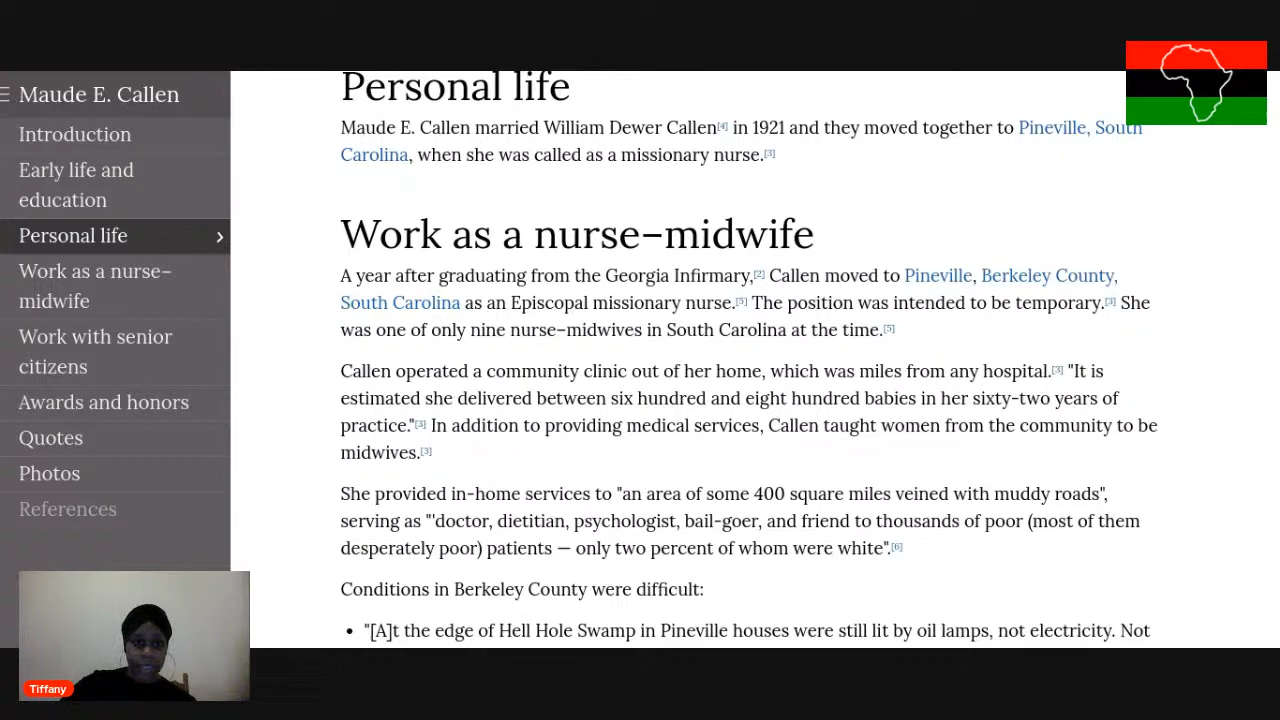 Maude E. Callen
Introduction
Early life and
education
Personal life
Work as a nurse–
midwife
Work with senior
citizens
Awards and honors
Quotes
Photos
References
Personal life
Maude E. Callen married William Dewer Callen[4] in 1921 and they moved together to Pineville, South
Carolina, when she was called as a missionary nurse.[3]
Work as a nurse–midwife
A year after graduating from the Georgia Infirmary,[2] Callen moved to Pineville, Berkeley County,
South Carolina as an Episcopal missionary nurse.[5] The position was intended to be temporary.[3] She
was one of only nine nurse–midwives in South Carolina at the time.[5]
Callen operated a community clinic out of her home, which was miles from any hospital.[3] "It is
estimated she delivered between six hundred and eight hundred babies in her sixty-two years of
practice."[3] In addition to providing medical services, Callen taught women from the community to be
midwives.[3]
She provided in-home services to "an area of some 400 square miles veined with muddy roads",
serving as "'doctor, dietitian, psychologist, bail-goer, and friend to thousands of poor (most of them
desperately poor) patients — only two percent of whom were white".[6]
Conditions in Berkeley County were difficult:
• "[A]t the edge of Hell Hole Swamp in Pineville houses were still lit by oil lamps, not electricity. Not
Tiffany